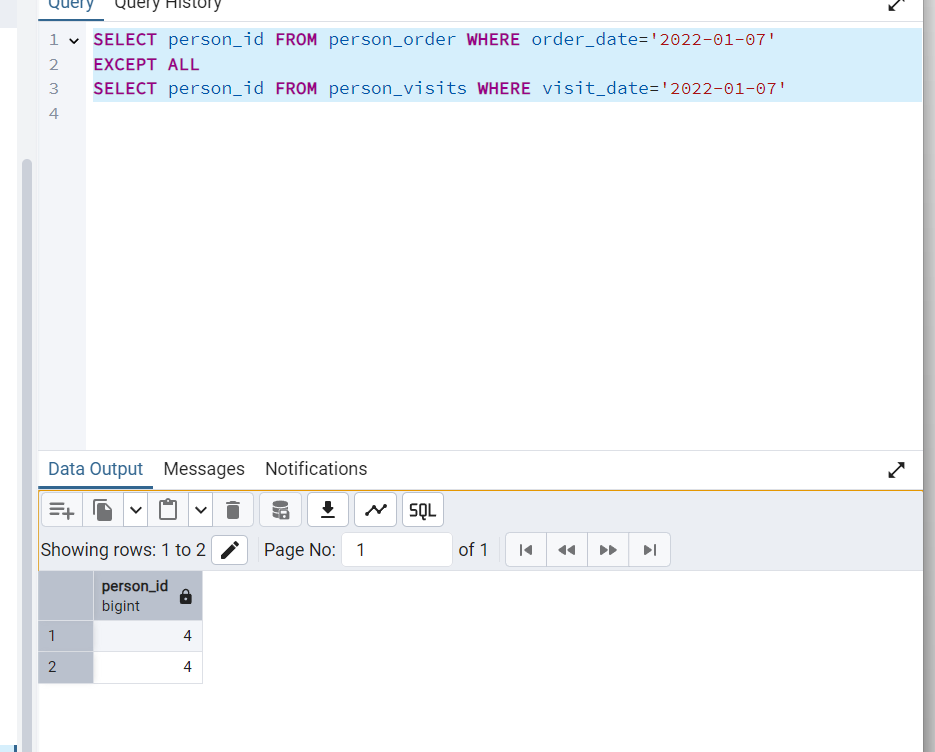 Query Query History
1 SELECT person_id FROM person_order WHERE order_date='2022-01-07'
2 EXCEPT ALL
3 SELECT person_id FROM person_visits WHERE visit_date='2022-01-07'
4
Data Output Messages Notifications
SQL
Showing rows: 1 to 2 Page No: 1 of 1
person_id
bigint
1 4
2 4